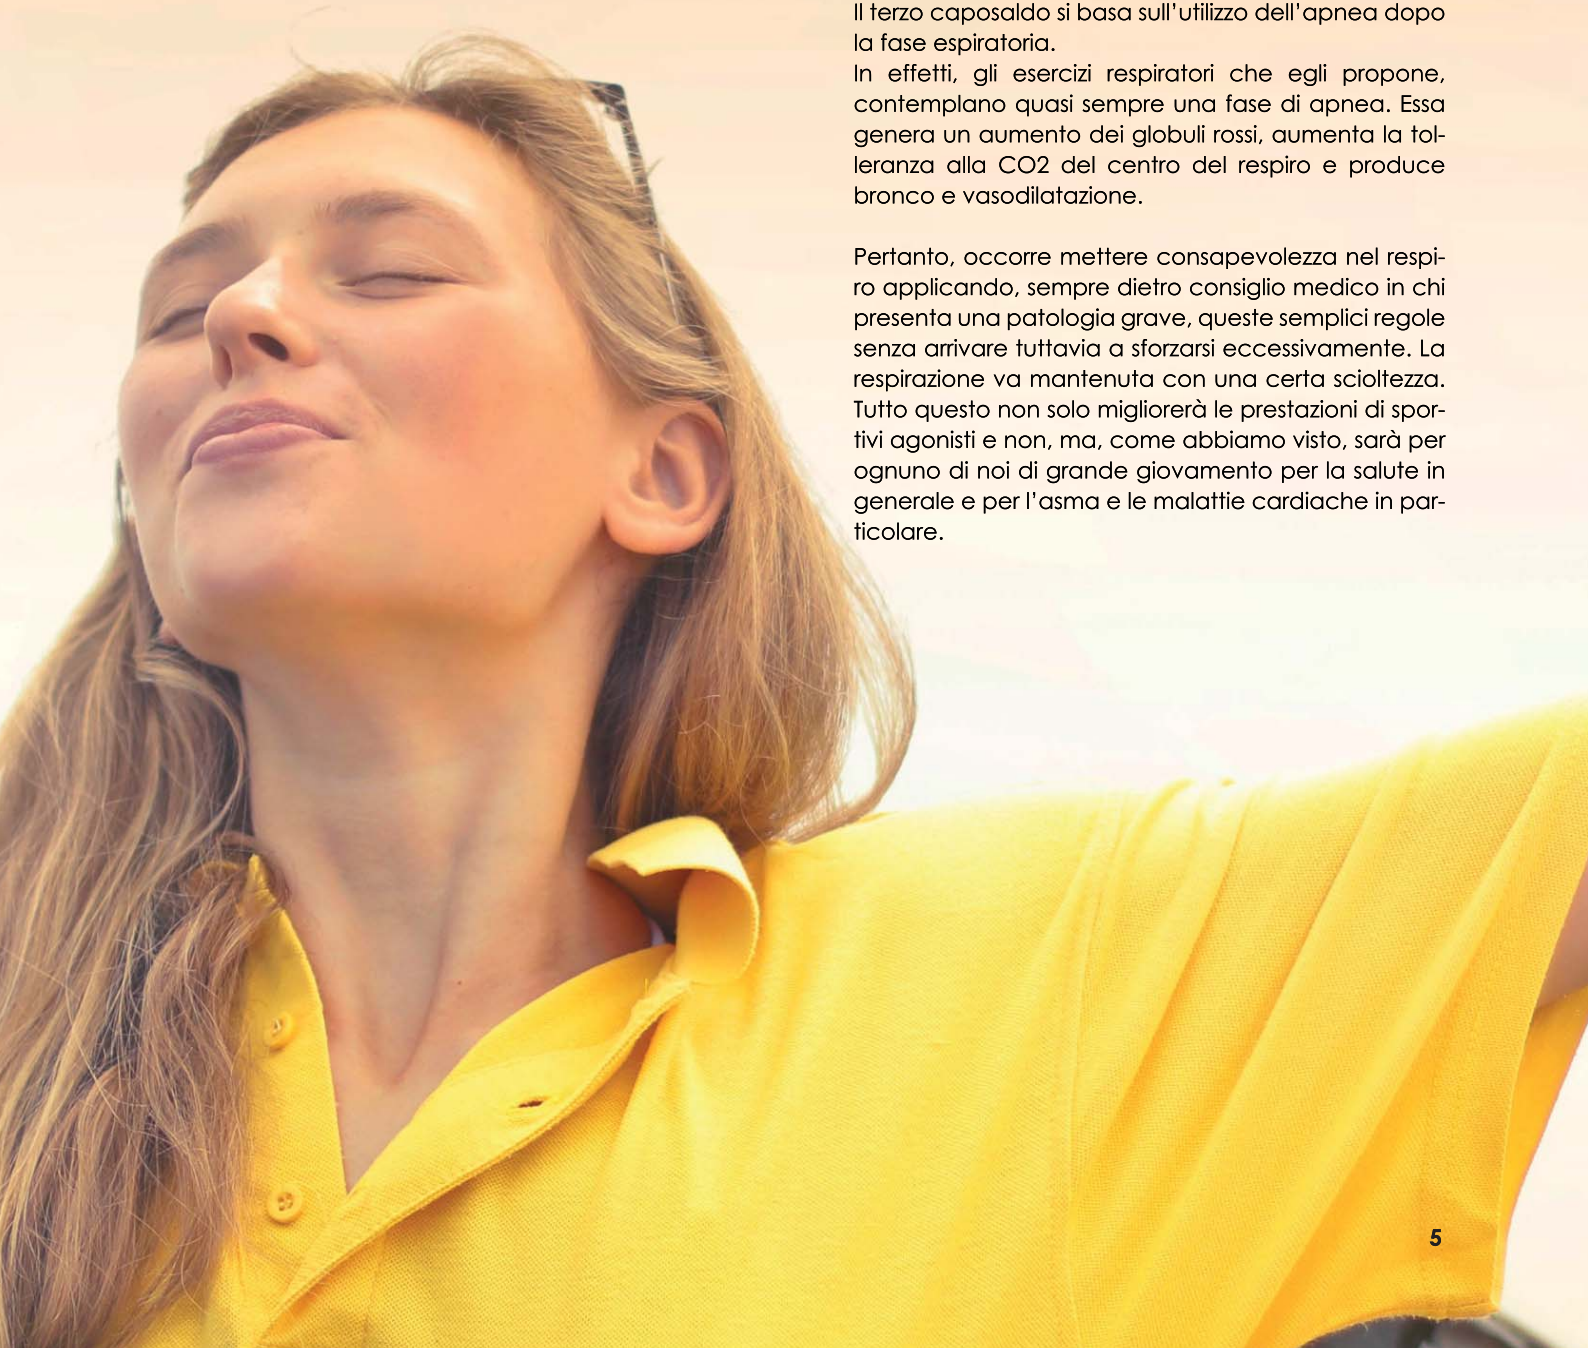 Il terzo caposaldo si basa sull'utilizzo dell'apnea dopo
la fase espiratoria.
In effetti, gli esercizi respiratori che egli propone,
contemplano quasi sempre una fase di apnea. Essa
genera un aumento dei globuli rossi, aumenta la tol-
leranza alla CO2 del centro del respiro e produce
bronco e vasodilatazione.
Pertanto, occorre mettere consapevolezza nel respi-
ro applicando, sempre dietro consiglio medico in chi
presenta una patologia grave, queste semplici regole
senza arrivare tuttavia a sforzarsi eccessivamente. La
respirazione va mantenuta con una certa scioltezza.
Tutto questo non solo migliorerà le prestazioni di spor-
tivi agonisti e non, ma, come abbiamo visto, sarà per
ognuno di noi di grande giovamento per la salute in
generale e per l'asma e le malattie cardiache in par-
ticolare.
5